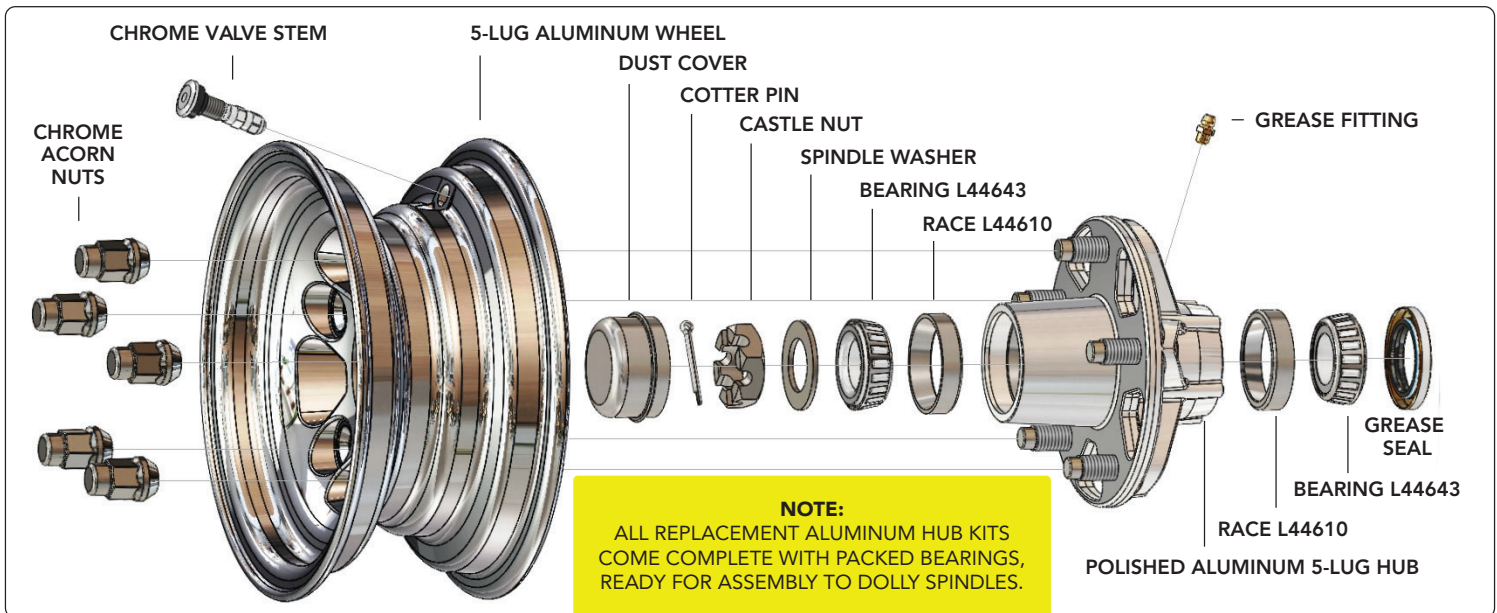 CHROME VALVE STEM
5-LUG ALUMINUM WHEEL
DUST COVER
COTTER PIN
CASTLE NUT
SPINDLE WASHER
BEARING L44643
RACE L44610
GREASE FITTING
CHROME
ACORN
NUTS
GREASE
SEAL
BEARING L44643
RACE L44610
POLISHED ALUMINUM 5-LUG HUB
NOTE:
ALL REPLACEMENT ALUMINUM HUB KITS
COME COMPLETE WITH PACKED BEARINGS,
READY FOR ASSEMBLY TO DOLLY SPINDLES.